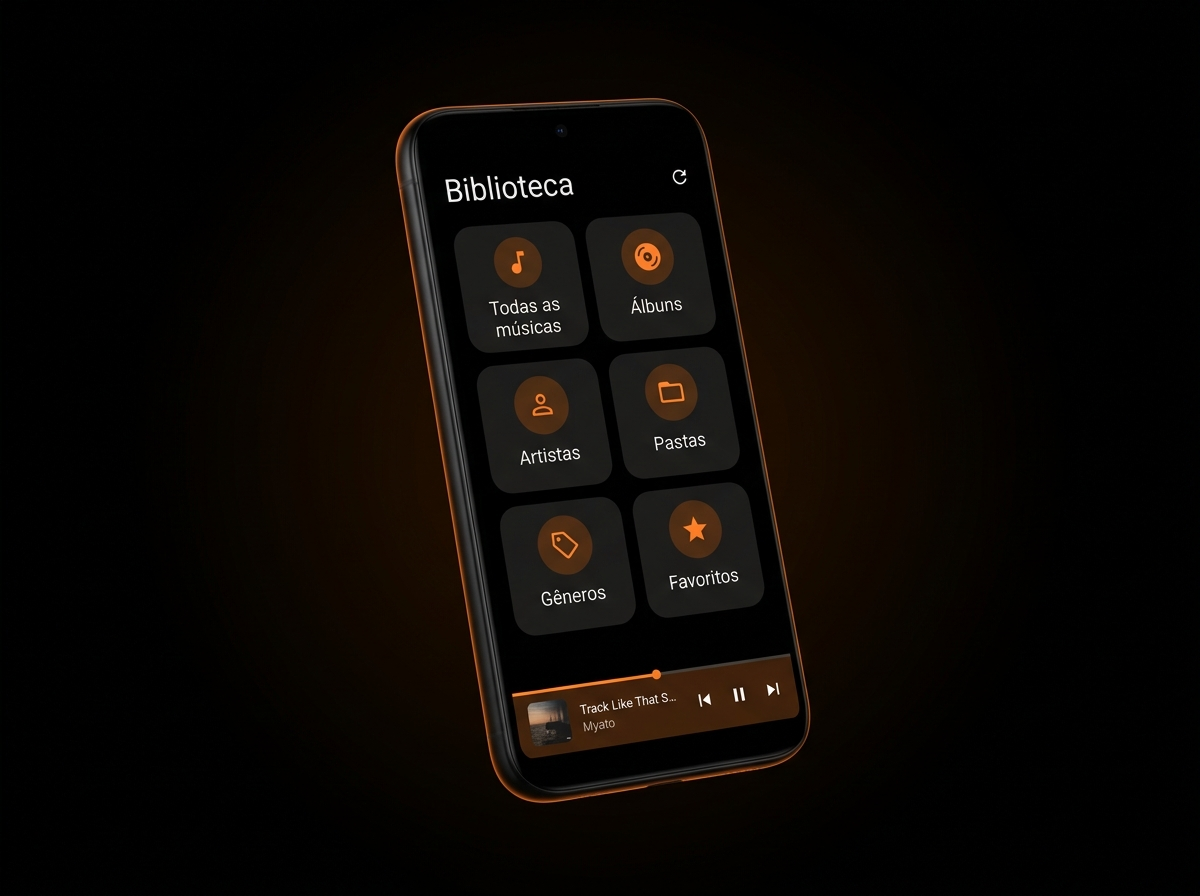 Biblioteca
Todas as
músicas
Álbuns
Artistas
Pastas
Gêneros
Favoritos
Track Like That S...
Myato